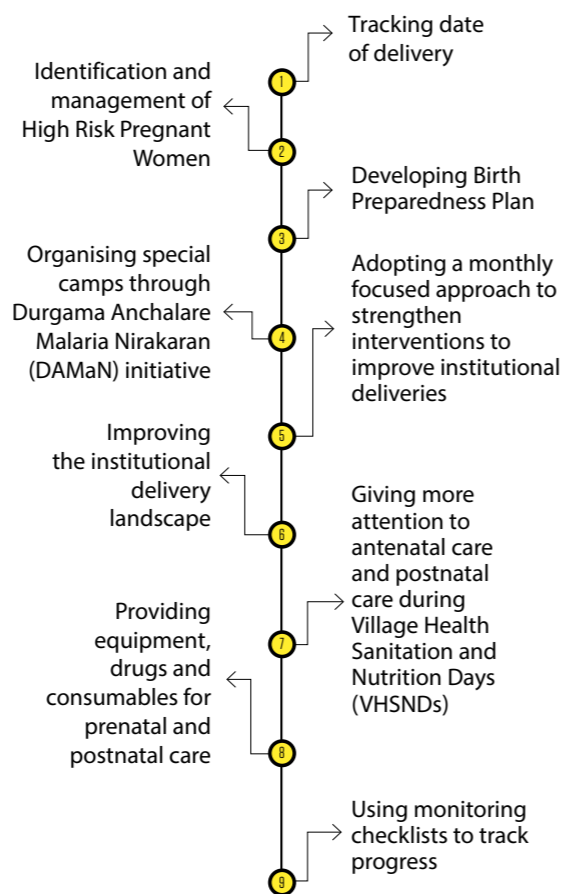 1
Tracking date
of delivery
2
Identification and
management of
High Risk Pregnant
Women
3
Developing Birth
Preparedness Plan
4
Organising special
camps through
Durgama Anchalare
Malaria Nirakaran
(DAMaN) initiative
5
Adopting a monthly
focused approach to
strengthen
interventions to
improve institutional
deliveries
6
Improving
the institutional
delivery
landscape
7
Giving more
attention to
antenatal care
and postnatal
care during
Village Health
Sanitation and
Nutrition Days
(VHSNDs)
8
Providing
equipment,
drugs and
consumables for
prenatal and
postnatal care
9
Using monitoring
checklists to track
progress